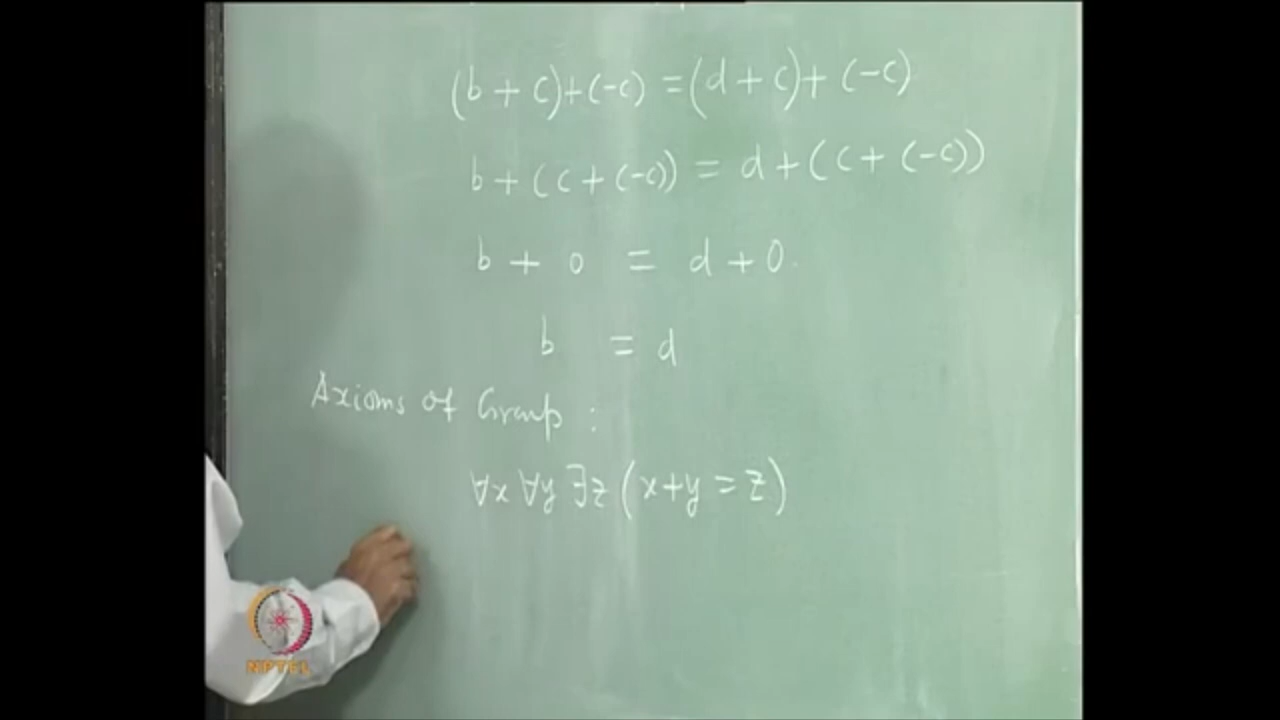 (b + c)+(-c) = (d + c) + (-c)
b + (c + (-c)) = d + (c + (-c))
b + 0 = d + 0.
b = d
Axioms of Group :
∀x ∀y ∃z (x+y = z)
NPTEL